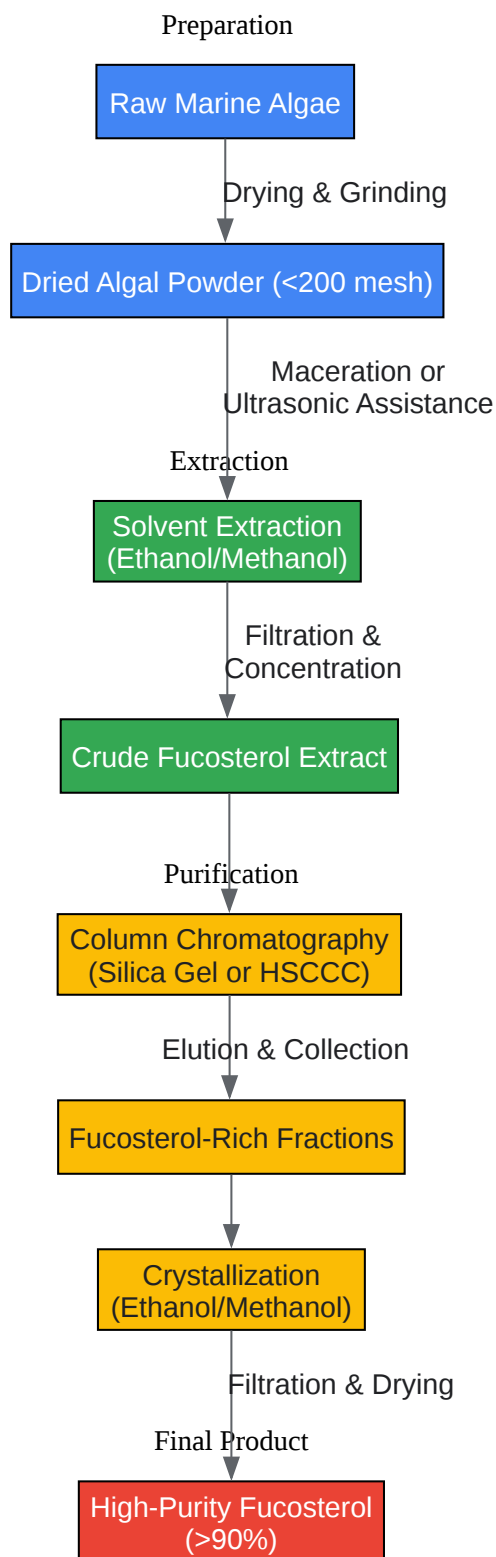 Preparation
Raw Marine Algae
Drying & Grinding
Dried Algal Powder (<200 mesh)
Maceration or
Ultrasonic Assistance
Extraction
Solvent Extraction
(Ethanol/Methanol)
Filtration &
Concentration
Crude Fucosterol Extract
Purification
Column Chromatography
(Silica Gel or HSCCC)
Elution & Collection
Fucosterol-Rich Fractions
Crystallization
(Ethanol/Methanol)
Filtration & Drying
Final Product
High-Purity Fucosterol
(>90%)